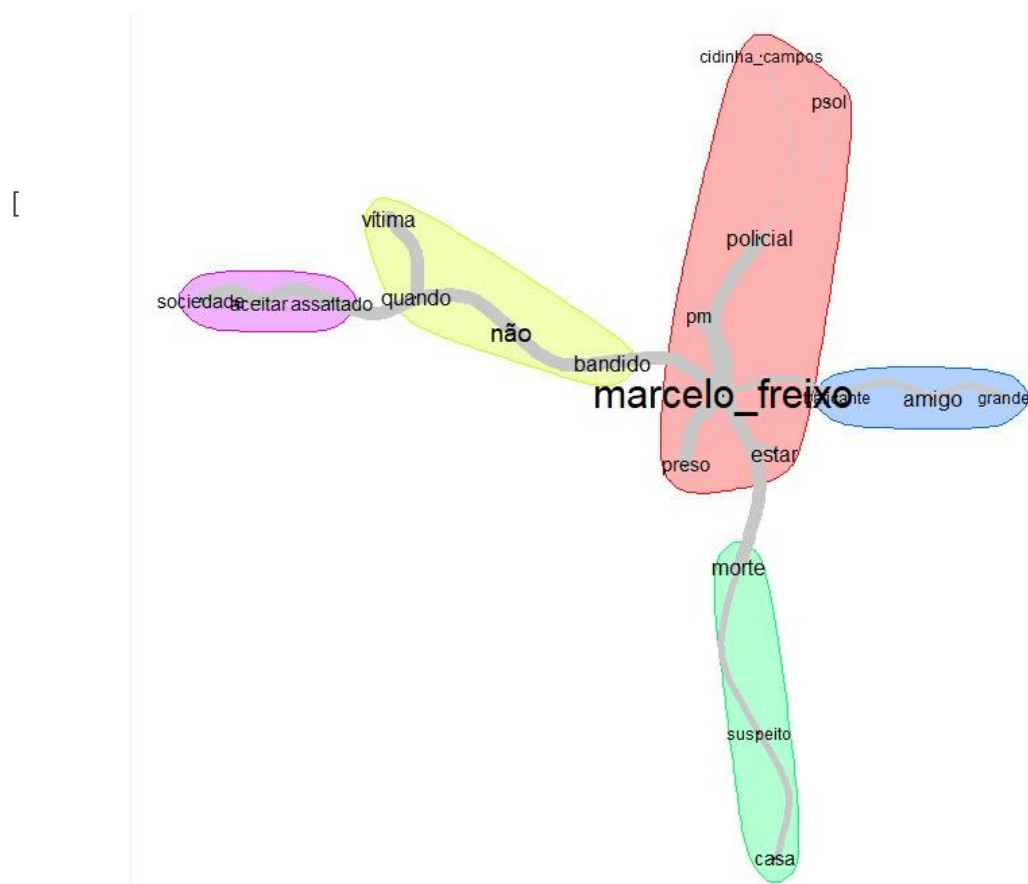 cidinha_campos
psol
[
vítima
policial
sociedade
aceitar
assaltado
quando
pm
não
bandido
marcelo_freixo
traficante
amigo
grande
preso
estar
morte
suspeito
casa